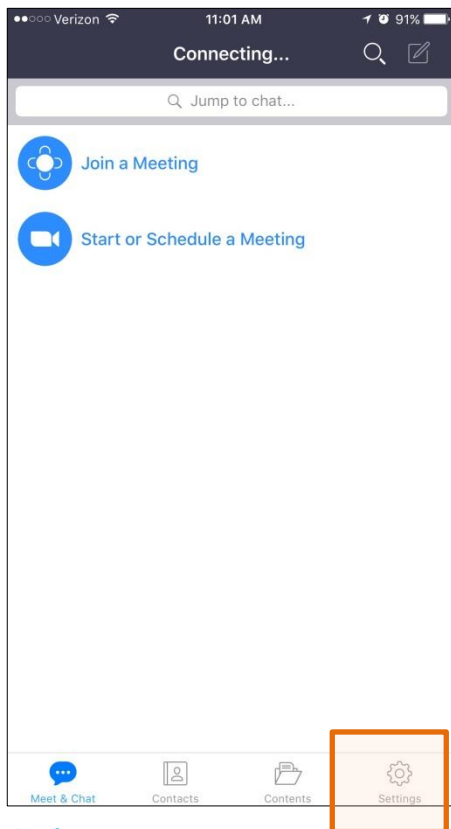 Verizon 11:01 AM 91%
Connecting...
Jump to chat...
Join a Meeting
Start or Schedule a Meeting
Meet & Chat Contacts Contents Settings